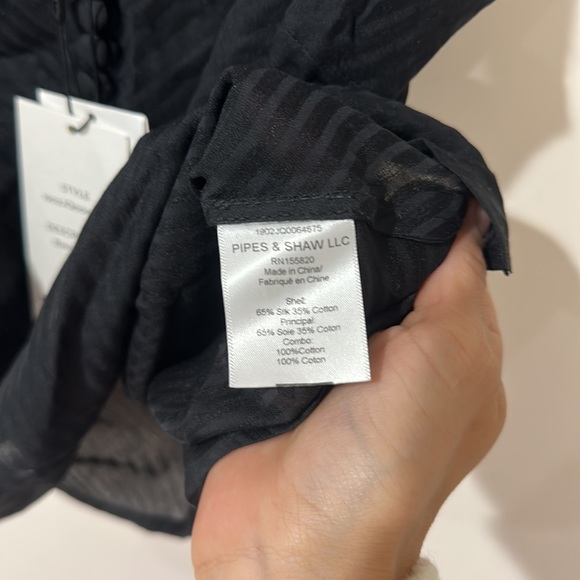 1902JQ0064675
PIPES & SHAW LLC
RN155820
Made in China/
Fabriqué en Chine
Shell:
65% Silk 35% Cotton
Principal:
65% Soie 35% Coton
Combo:
100%Cotton
100% Coton
STYLE